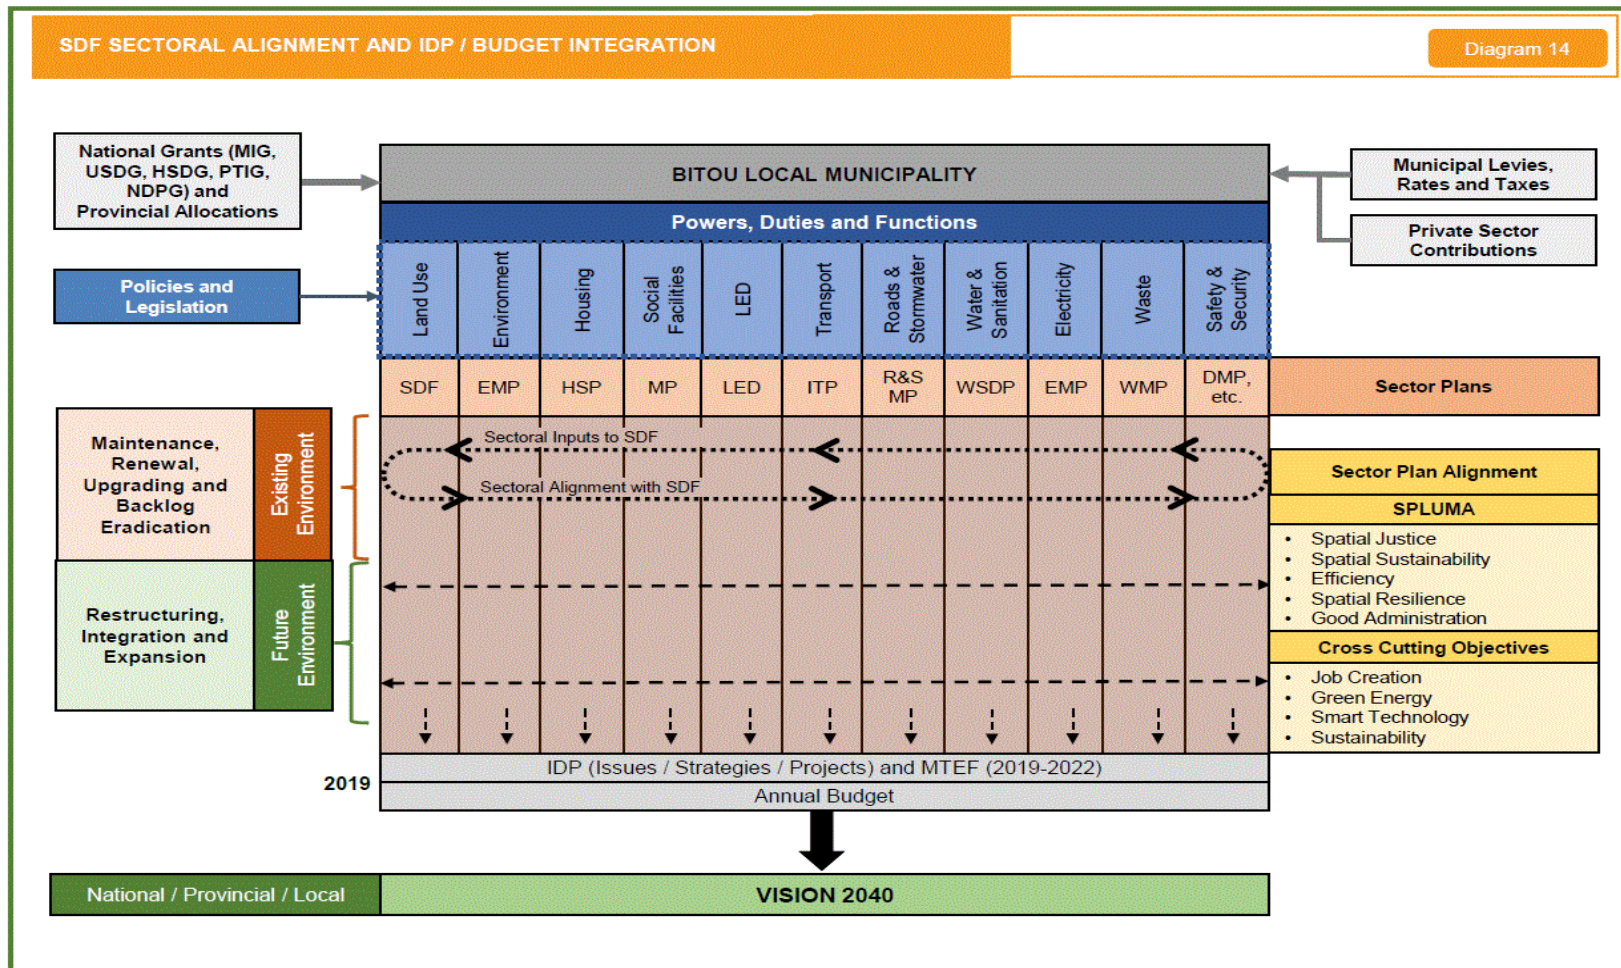 SDF SECTORAL ALIGNMENT AND IDP / BUDGET INTEGRATION
Diagram 14
National Grants (MIG,
USDG, HSDG, PTIG,
NDPG) and
Provincial Allocations
BITOU LOCAL MUNICIPALITY
Municipal Levies,
Rates and Taxes
Powers, Duties and Functions
Private Sector
Contributions
Policies and
Legislation
Land Use
Environment
Housing
Social
Facilities
LED
Transport
Roads &
Stormwater
Water &
Sanitation
Electricity
Waste
Safety &
Security
SDF
EMP
HSP
MP
LED
ITP
R&S
MP
WSDP
EMP
WMP
DMP,
etc.
Sector Plans
Maintenance,
Renewal,
Upgrading and
Backlog
Eradication
Existing
Environment
Sectoral Inputs to SDF
Sectoral Alignment with SDF
Sector Plan Alignment
SPLUMA
• Spatial Justice
• Spatial Sustainability
• Efficiency
• Spatial Resilience
• Good Administration
Restructuring,
Integration and
Expansion
Future
Environment
Cross Cutting Objectives
• Job Creation
• Green Energy
• Smart Technology
• Sustainability
2019
IDP (Issues / Strategies / Projects) and MTEF (2019-2022)
Annual Budget
National / Provincial / Local
VISION 2040